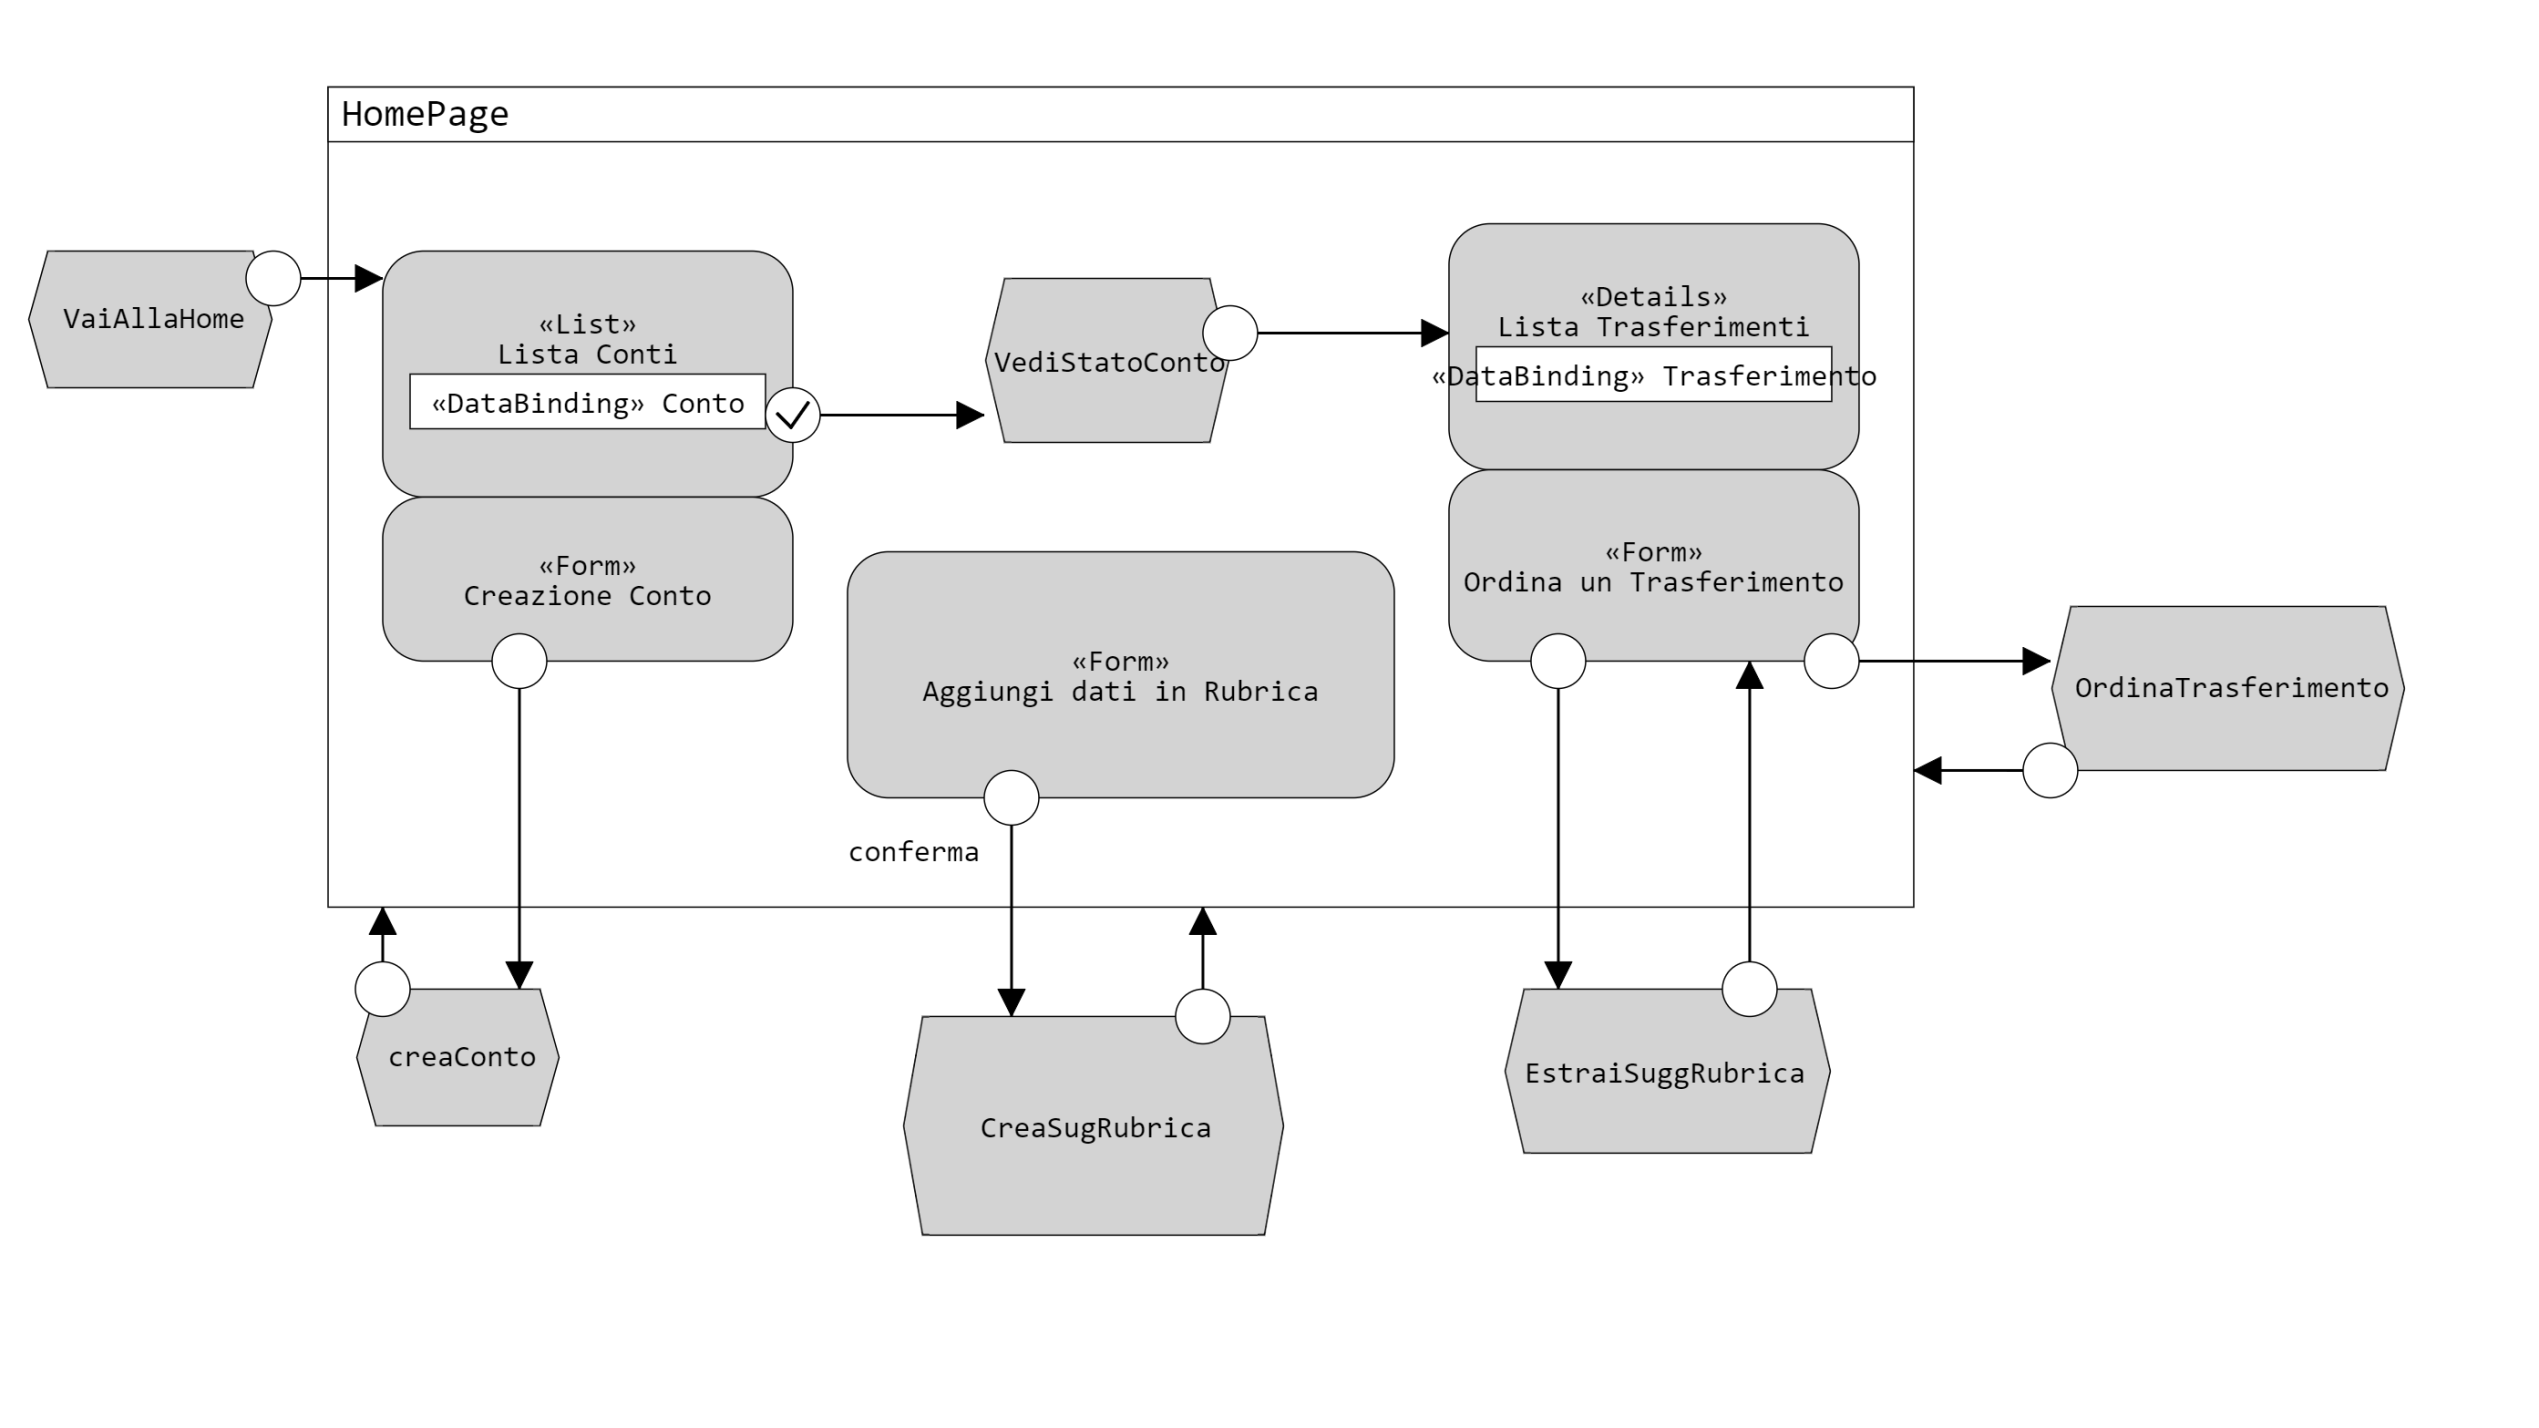 HomePage
VaiAllaHome
«List»
Lista Conti
«DataBinding» Conto
VediStatoConto
«Details»
Lista Trasferimenti
«DataBinding» Trasferimento
«Form»
Creazione Conto
«Form»
Aggiungi dati in Rubrica
«Form»
Ordina un Trasferimento
OrdinaTrasferimento
conferma
creaConto
CreaSugRubrica
EstraiSuggRubrica